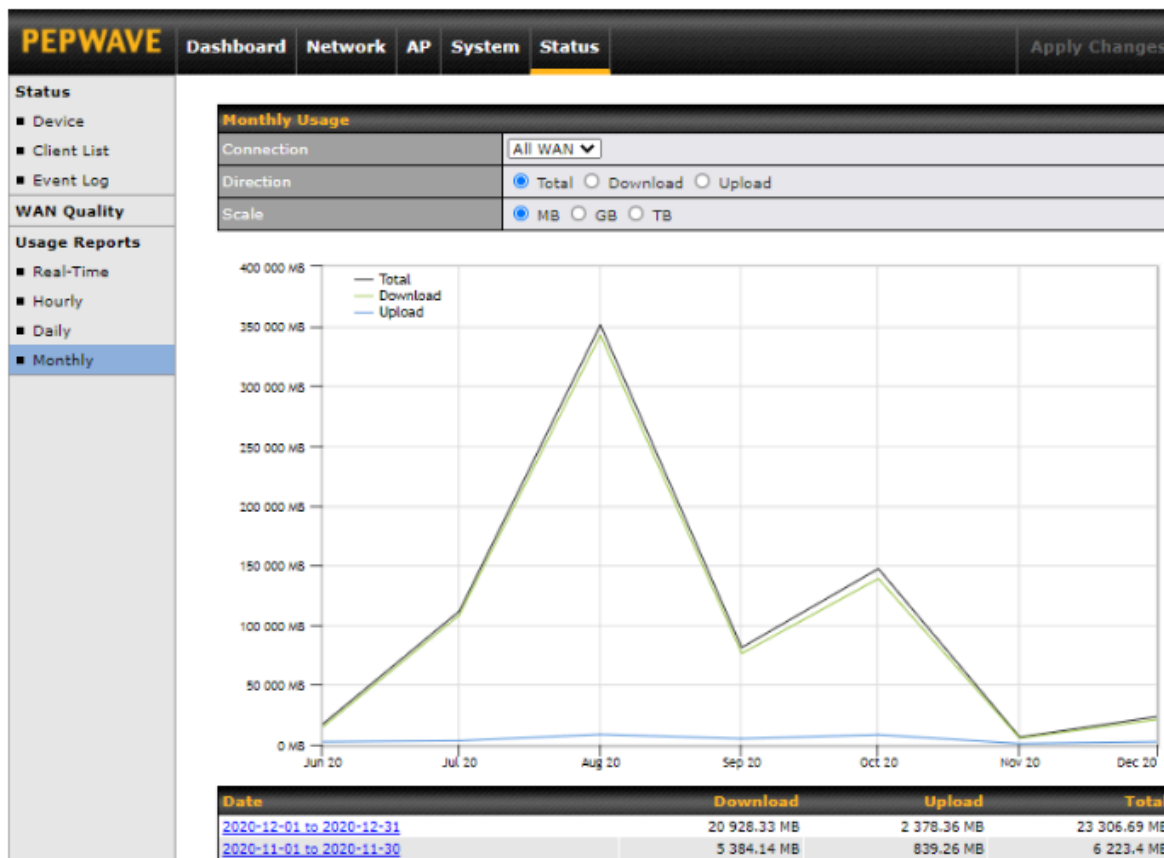 PEPWAVE Dashboard Network AP System Status Apply Changes
Status
Device
Client List
Event Log
WAN Quality
Usage Reports
Real-Time
Hourly
Daily
Monthly
Monthly Usage
Connection All WAN
Direction Total Download Upload
Scale MB GB TB
400 000 MB
350 000 MB
300 000 MB
250 000 MB
200 000 MB
150 000 MB
100 000 MB
50 000 MB
0 MB
Total
Download
Upload
Jun 20 Jul 20 Aug 20 Sep 20 Oct 20 Nov 20 Dec 20
Date Download Upload Total
2020-12-01 to 2020-12-31 20 928.33 MB 2 378.36 MB 23 306.69 MB
2020-11-01 to 2020-11-30 5 384.14 MB 839.26 MB 6 223.4 MB